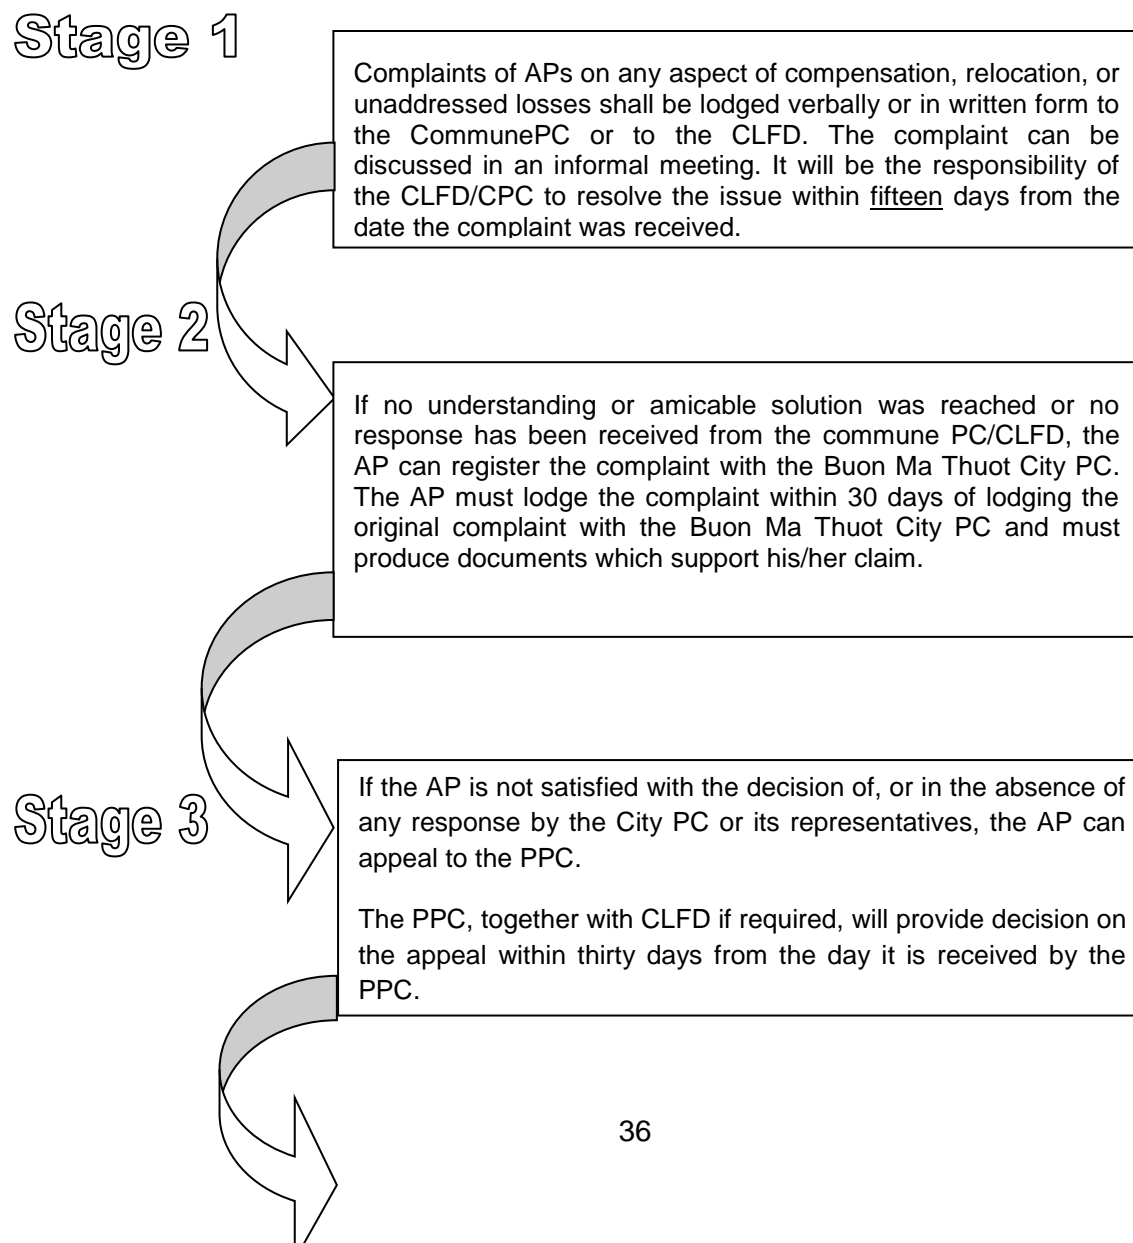 Stage 1
Complaints of APs on any aspect of compensation, relocation, or
unaddressed losses shall be lodged verbally or in written form to
the CommunePC or to the CLFD. The complaint can be
discussed in an informal meeting. It will be the responsibility of
the CLFD/CPC to resolve the issue within fifteen days from the
date the complaint was received.
Stage 2
If no understanding or amicable solution was reached or no
response has been received from the commune PC/CLFD, the
AP can register the complaint with the Buon Ma Thuot City PC.
The AP must lodge the complaint within 30 days of lodging the
original complaint with the Buon Ma Thuot City PC and must
produce documents which support his/her claim.
Stage 3
If the AP is not satisfied with the decision of, or in the absence of
any response by the City PC or its representatives, the AP can
appeal to the PPC.
The PPC, together with CLFD if required, will provide decision on
the appeal within thirty days from the day it is received by the
PPC.
36